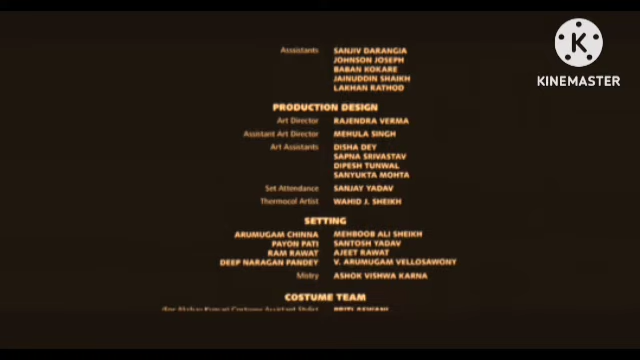 Asssistants SANJIV DARANGIA
JOHNSON JOSEPH
BABAN KOKARE
JAINUDDIN SHAIKH
LAKHAN RATHOD
PRODUCTION DESIGN
Art Director RAJENDRA VERMA
Assistant Art Director MEHULA SINGH
Art Assistants DISHA DEY
SAPNA SRIVASTAV
DIPESH TUNWAL
SANYUKTA MOHTA
Set Attendance SANJAY YADAV
Thermocol Artist WAHID J. SHEIKH
SETTING
ARUMUGAM CHINNA MEHBOOB ALI SHEIKH
PAYON PATI SANTOSH YADAV
RAM RAWAT AJEET RAWAT
DEEP NARAGAN PANDEY V. ARUMUGAM VELLOSAWONY
Mistry ASHOK VISHWA KARNA
COSTUME TEAM
K
KINEMASTER